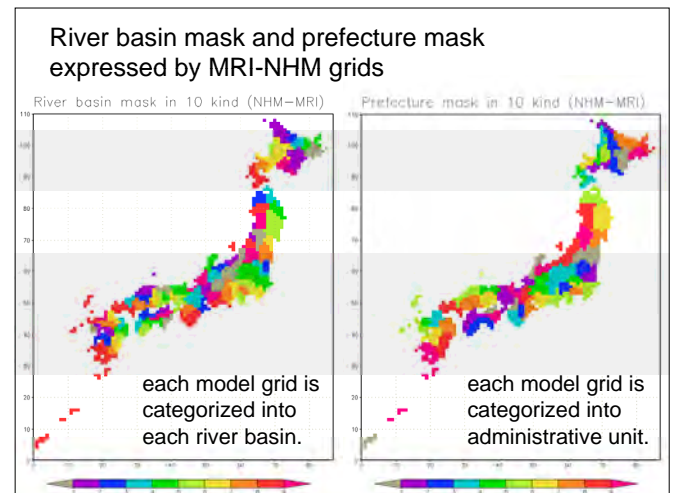 River basin mask and prefecture mask
expressed by MRI-NHM grids
River basin mask in 10 kind (NHM-MRI)
Prefecture mask in 10 kind (NHM-MRI)
each model grid is
categorized into
each river basin.
each model grid is
categorized into
administrative unit.